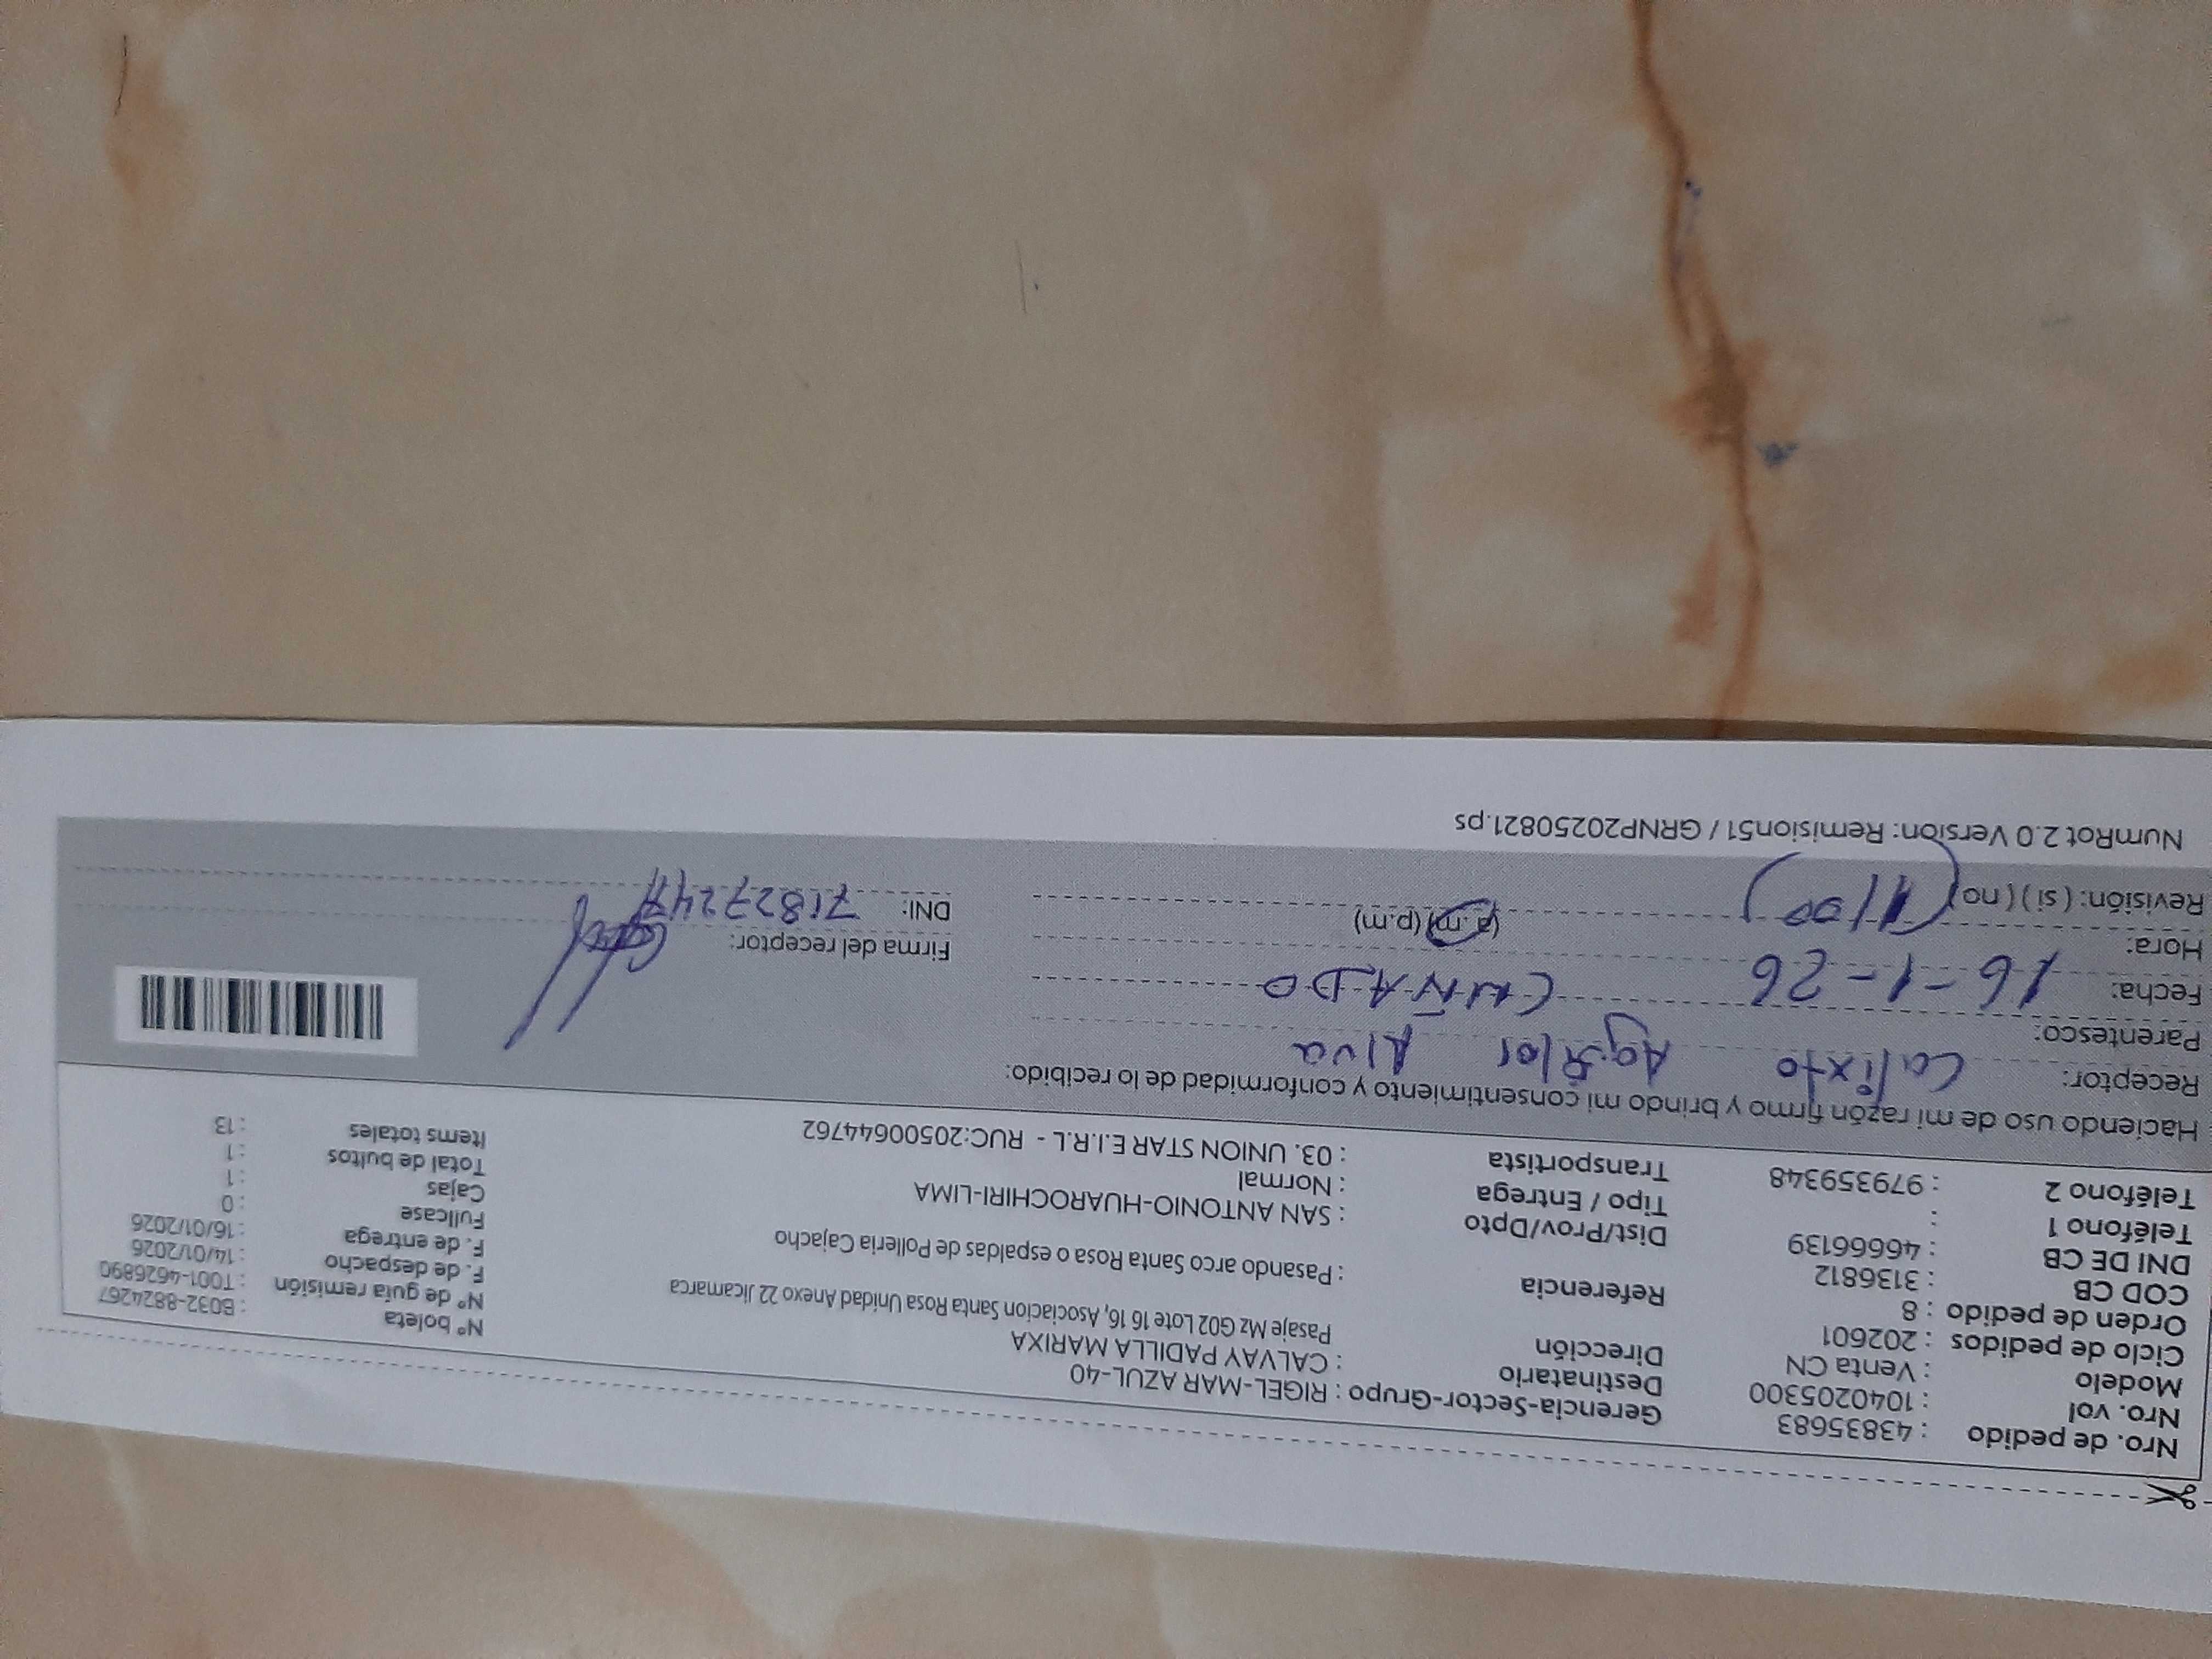 Nro. de pedido : 43835683
Nro. vol : 1040205300
Modelo : Venta CN
Ciclo de pedidos : 202601
Orden de pedido : 8
COD CB : 3136812
DNI DE CB : 46666139
Teléfono 1 :
Teléfono 2 : 979359348
Gerencia-Sector-Grupo : RIGEL-MAR AZUL-40
Destinatario : CALVAY PADILLA MARIXA
Dirección Pasaje Mz G02 Lote 16 16, Asociacion Santa Rosa Unidad Anexo 22 Jicamarca
Referencia : Pasando arco Santa Rosa o espaldas de Polleria Cajacho
Dist/Prov/Dpto : SAN ANTONIO-HUAROCHIRI-LIMA
Tipo / Entrega : Normal
Transportista : 03. UNION STAR E.I.R.L - RUC:20500644762
Nº boleta : B032-8824267
Nº de guía remisión : T001-4626890
F. de despacho : 14/01/2026
F. de entrega : 16/01/2026
Fullcase : 0
Cajas : 1
Total de bultos : 1
Items totales : 13
Haciendo uso de mi razón firmo y brindo mi consentimiento y conformidad de lo recibido:
Receptor: Calixto Alva
Parentesco: CUÑADO
Fecha: 16-1-26
Hora: (a.m) (p.m)
Revisión: ( si ) ( no ) 11:00
Firma del receptor:
DNI: 71827247
NumRot 2.0 Versión: Remision51 / GRNP20250821.ps